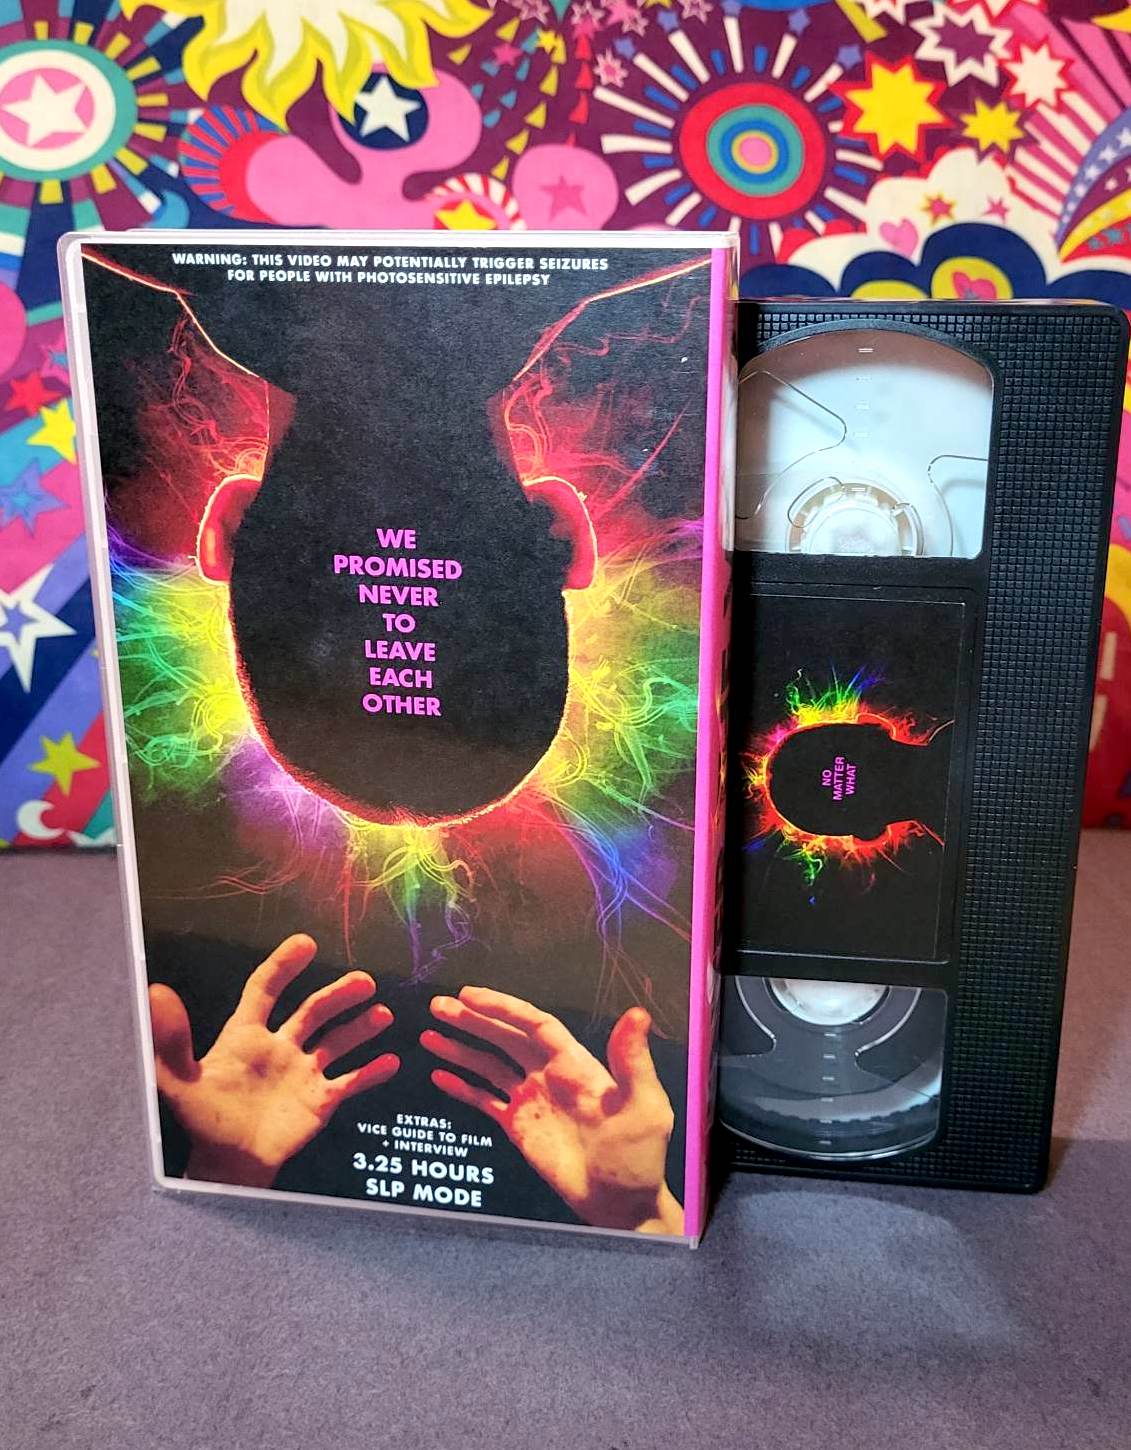 WARNING: THIS VIDEO MAY POTENTIALLY TRIGGER SEIZURES
FOR PEOPLE WITH PHOTOSENSITIVE EPILEPSY
WE
PROMISED
NEVER
TO
LEAVE
EACH
OTHER
EXTRAS:
VICE GUIDE TO FILM
+ INTERVIEW
3.25 HOURS
SLP MODE
NO
MATTER
WHAT